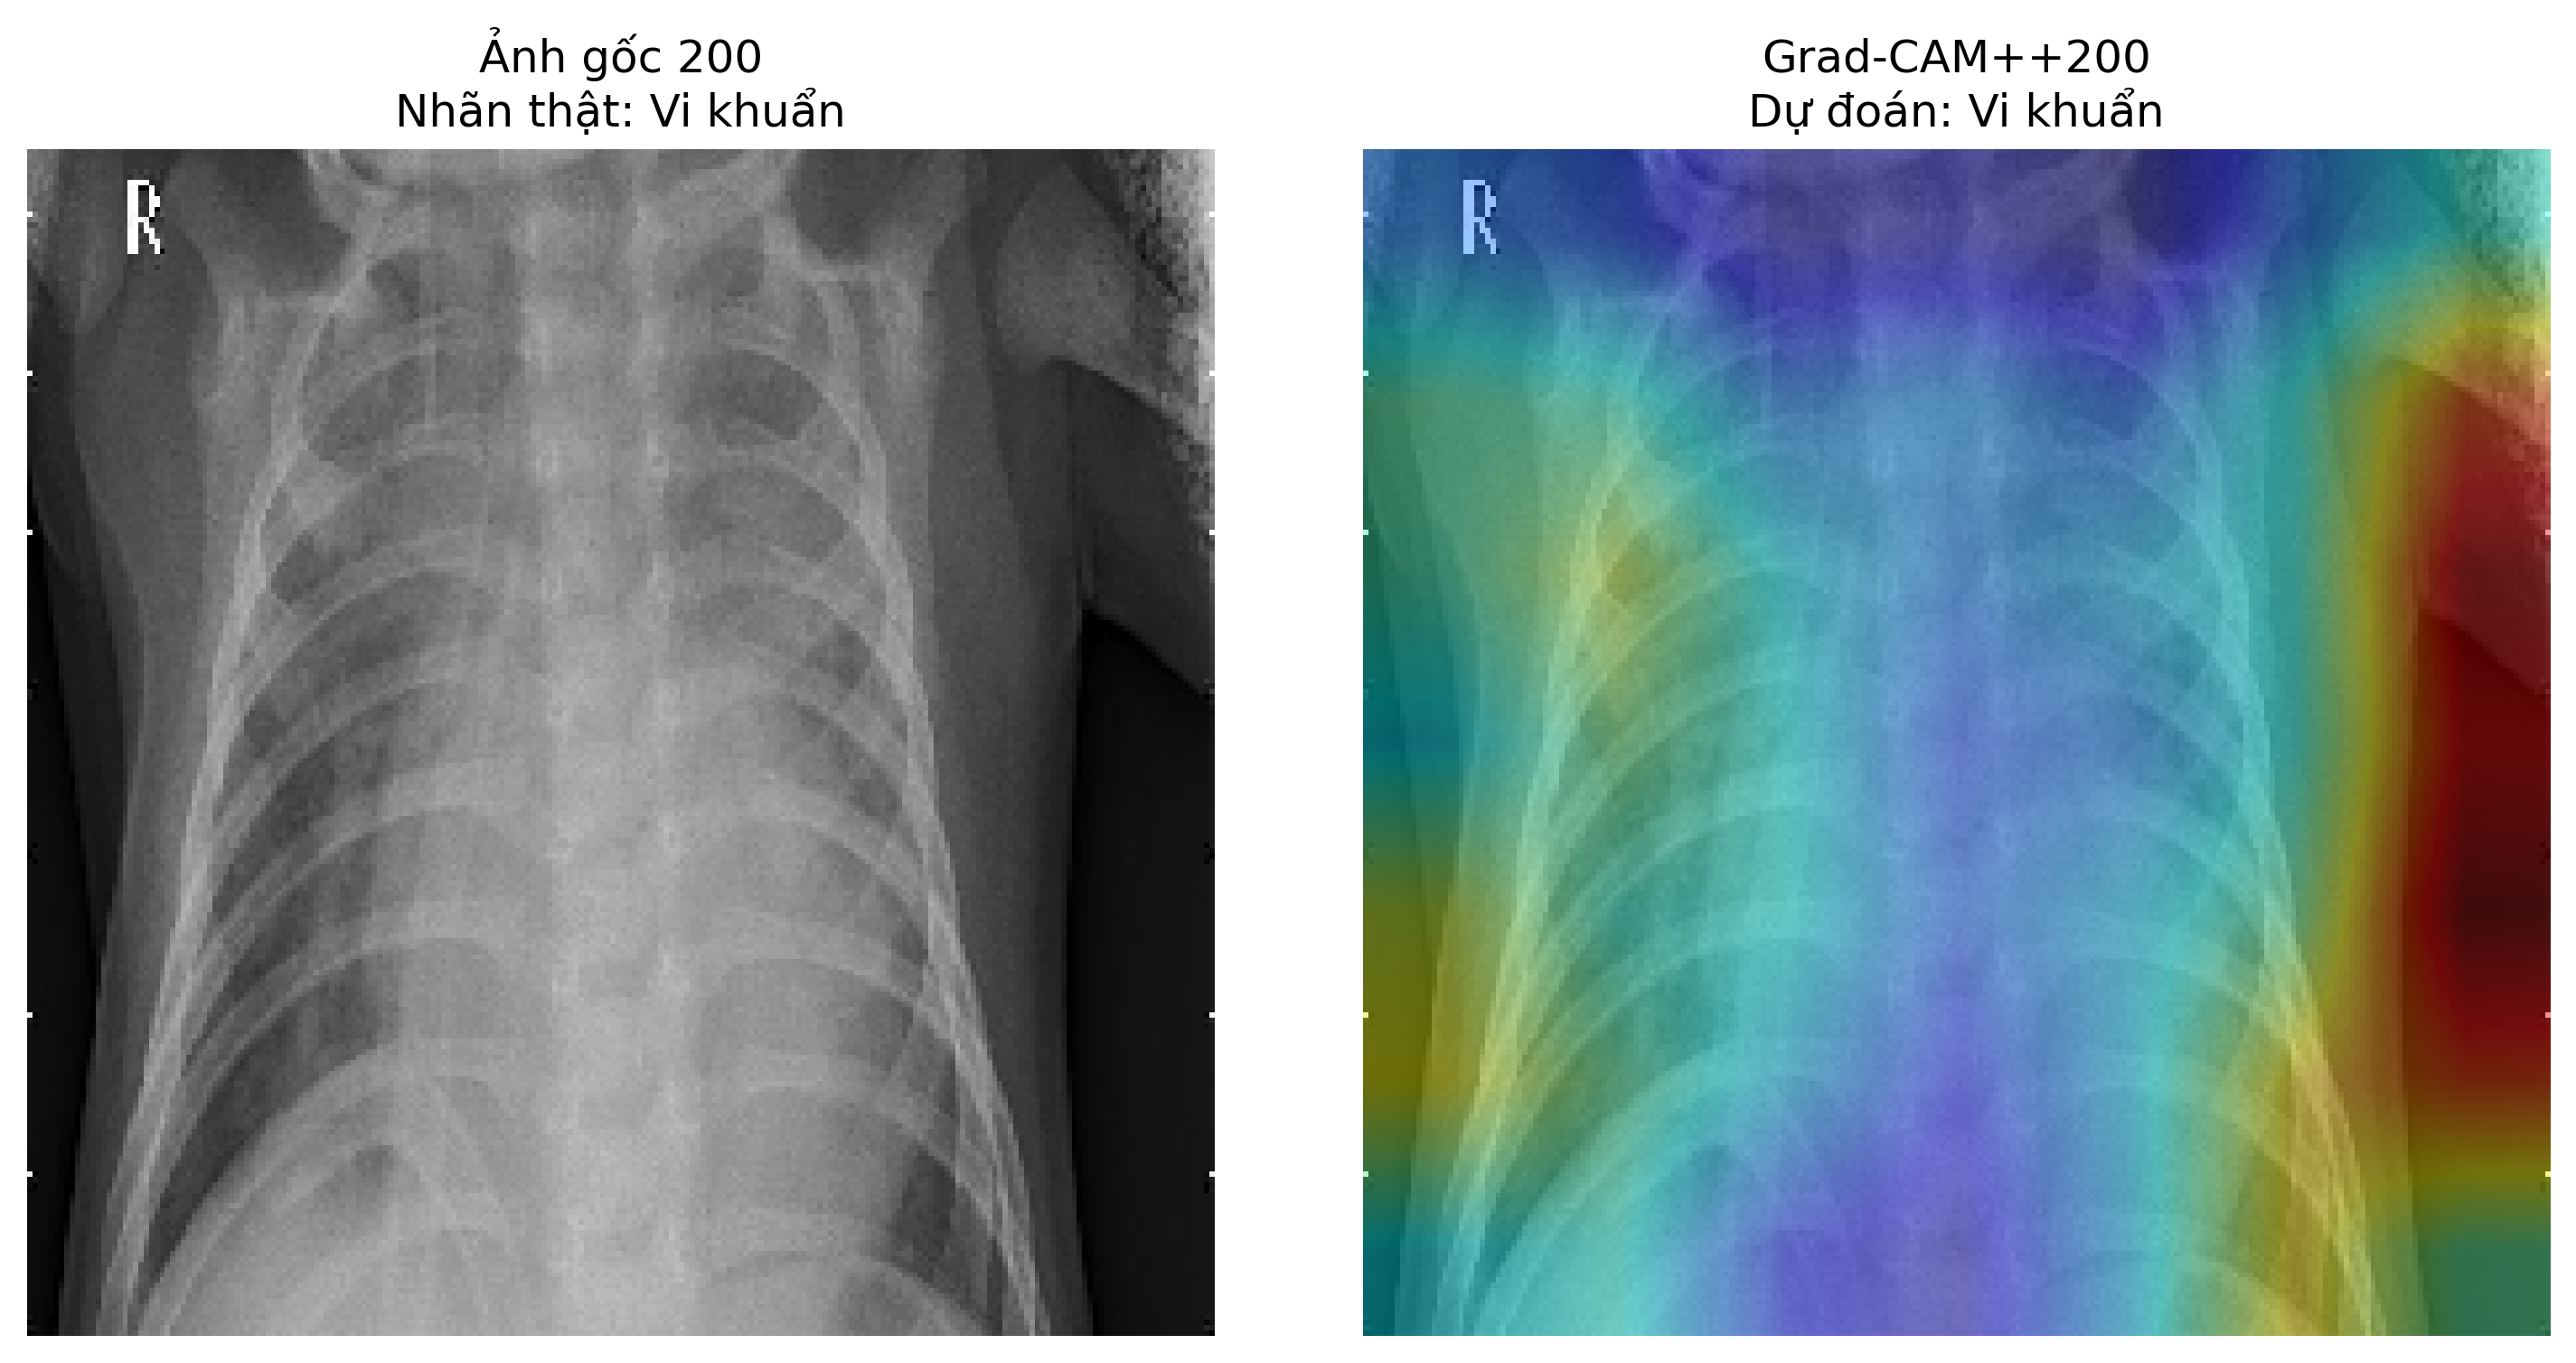 Ảnh gốc 200
Nhãn thật: Vi khuẩn
R
Grad-CAM++200
Dự đoán: Vi khuẩn
R